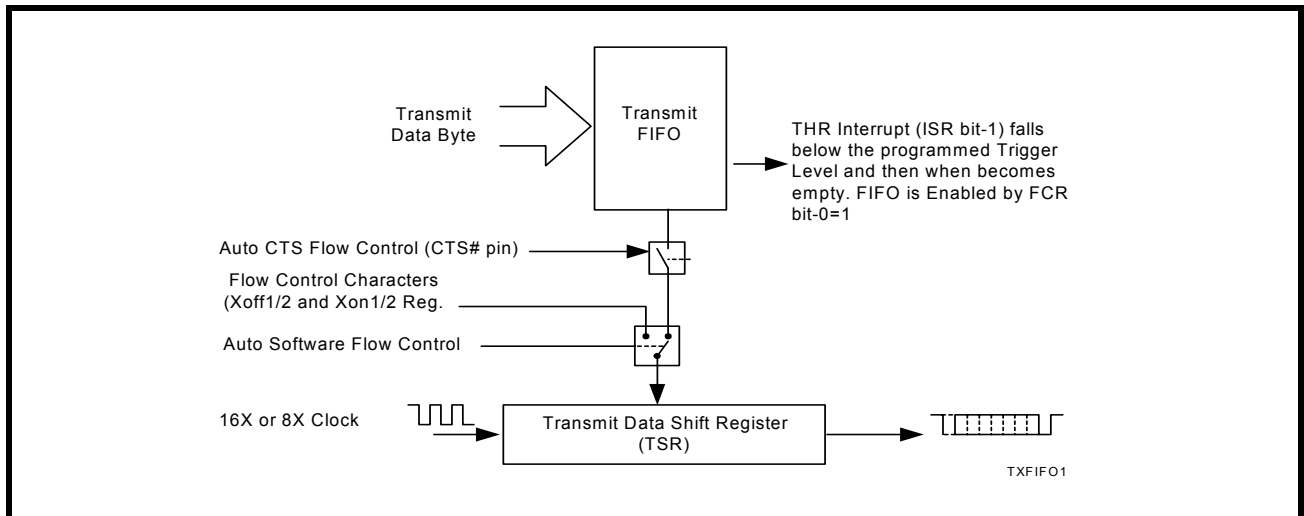 Transmit
Data Byte
Transmit
FIFO
THR Interrupt (ISR bit-1) falls
below the programmed Trigger
Level and then when becomes
empty. FIFO is Enabled by FCR
bit-0=1
Auto CTS Flow Control (CTS# pin)
Flow Control Characters
(Xoff1/2 and Xon1/2 Reg.
Auto Software Flow Control
16X or 8X Clock
Transmit Data Shift Register
(TSR)
TXFIFO1